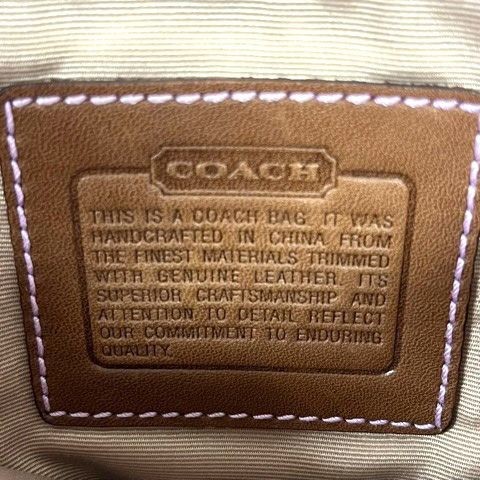 COACH
THIS IS A COACH BAG. IT WAS
HANDCRAFTED IN CHINA FROM
THE FINEST MATERIALS TRIMMED
WITH GENUINE LEATHER. ITS
SUPERIOR CRAFTSMANSHIP AND
ATTENTION TO DETAIL REFLECT
OUR COMMITMENT TO ENDURING
QUALITY.